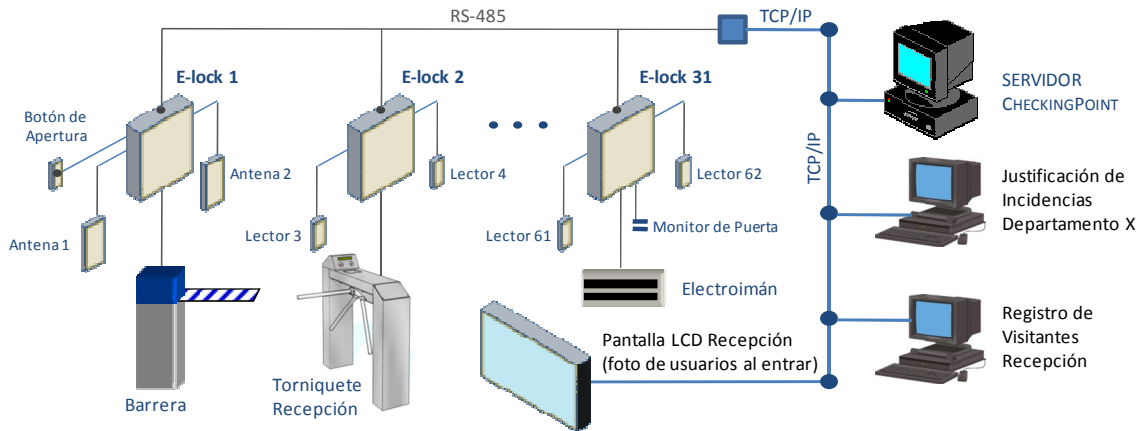 RS-485
TCP/IP
E-lock 1
E-lock 2
E-lock 31
SERVIDOR
CHECKINGPOINT
Botón de
Apertura
Antena 2
Lector 4
Lector 62
TCP/IP
Justificación de
Incidencias
Departamento X
Antena 1
Lector 3
Lector 61
Monitor de Puerta
Electroimán
Registro de
Visitantes
Recepción
Pantalla LCD Recepción
(foto de usuarios al entrar)
Torniquete
Recepción
Barrera